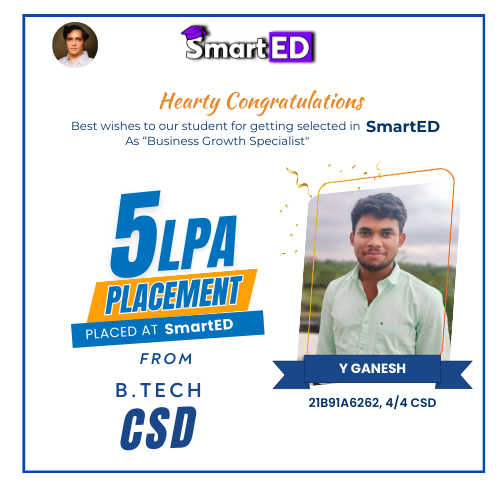 SmartED
Hearty Congratulations
Best wishes to our student for getting selected in SmartED
As “Business Growth Specialist"
5LPA
PLACEMENT
PLACED AT SmartED
FROM
B.TECH
CSD
Y GANESH
21B91A6262, 4/4 CSD